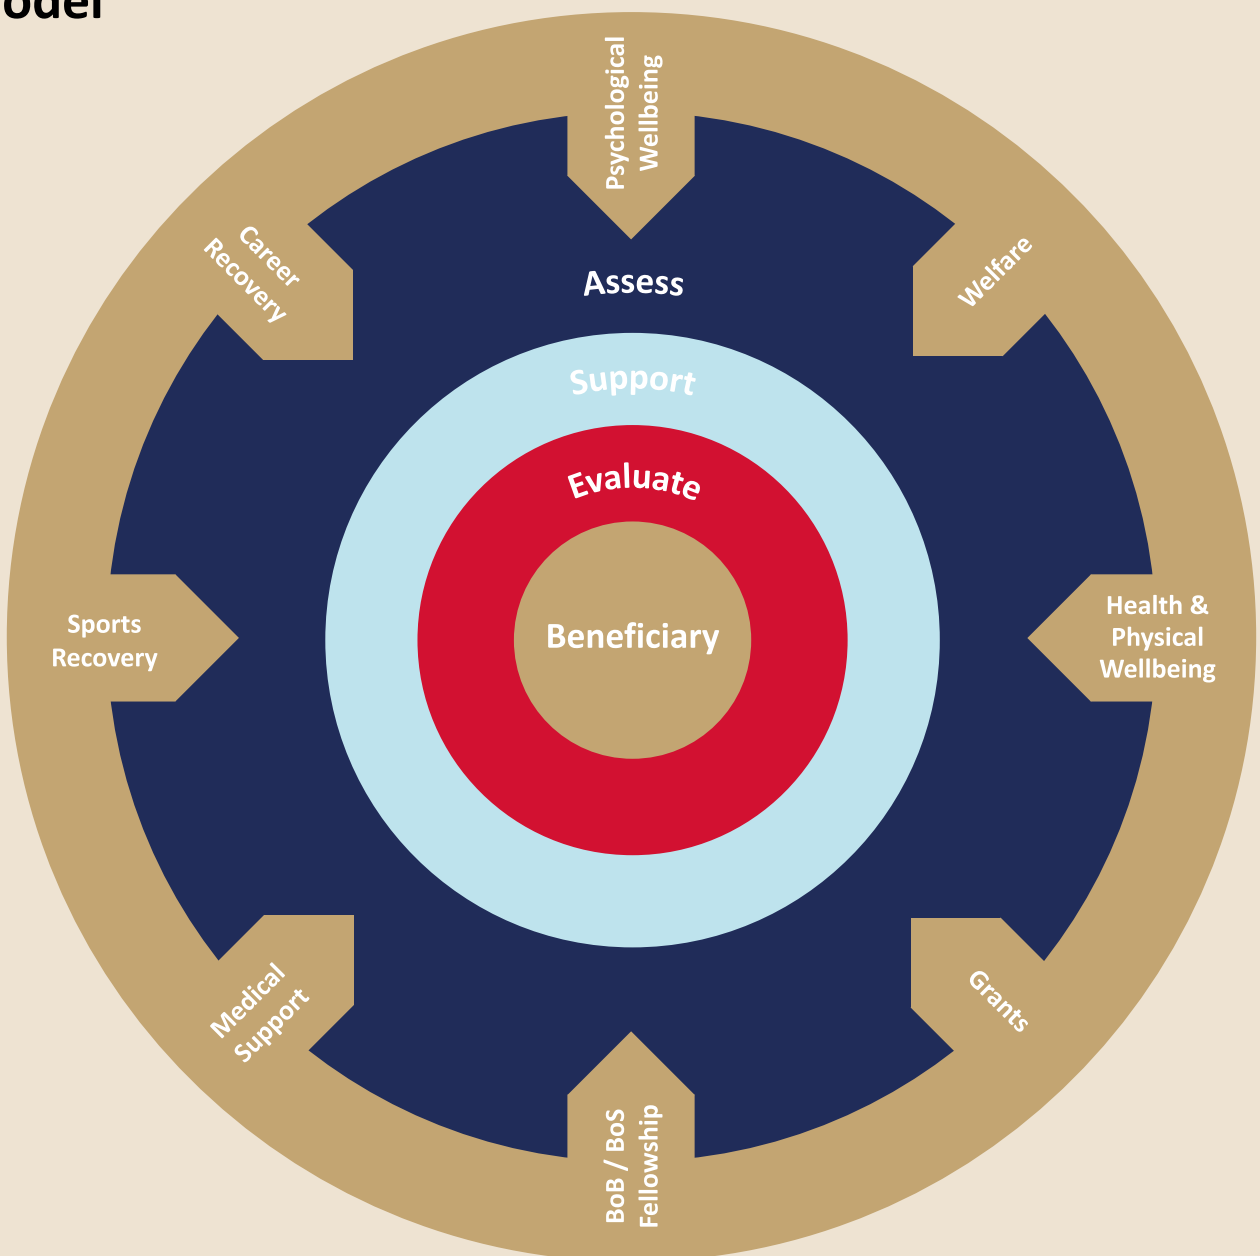 Psychological
Wellbeing
Career
Recovery
Welfare
Assess
Support
Evaluate
Beneficiary
Sports
Recovery
Health &
Physical
Wellbeing
Medical
Support
Grants
BoB / BoS
Fellowship